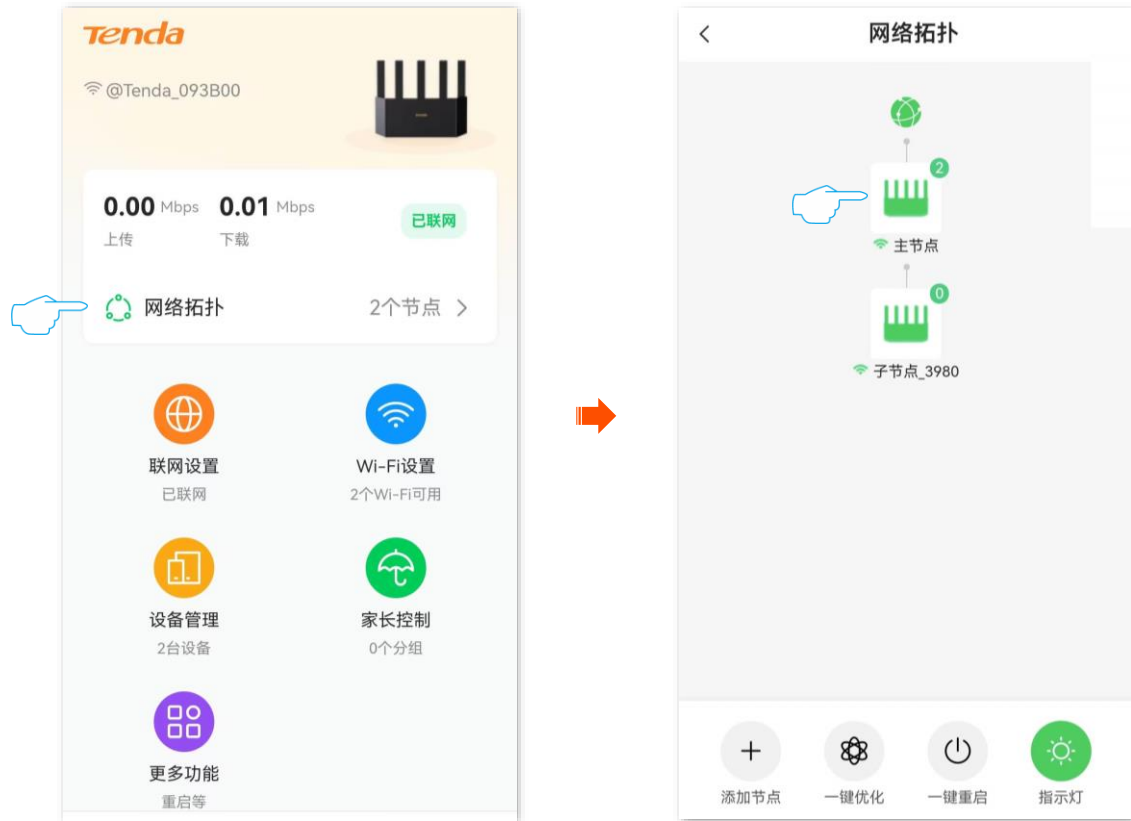 Tenda
@Tenda_093B00
0.00 Mbps 0.01 Mbps
上传 下载
已联网
网络拓扑 2个节点
联网设置 Wi-Fi设置
已联网 2个Wi-Fi可用
设备管理 家长控制
2台设备 0个分组
更多功能
重启等
网络拓扑
2
主节点
0
子节点_3980
添加节点 一键优化 一键重启 指示灯